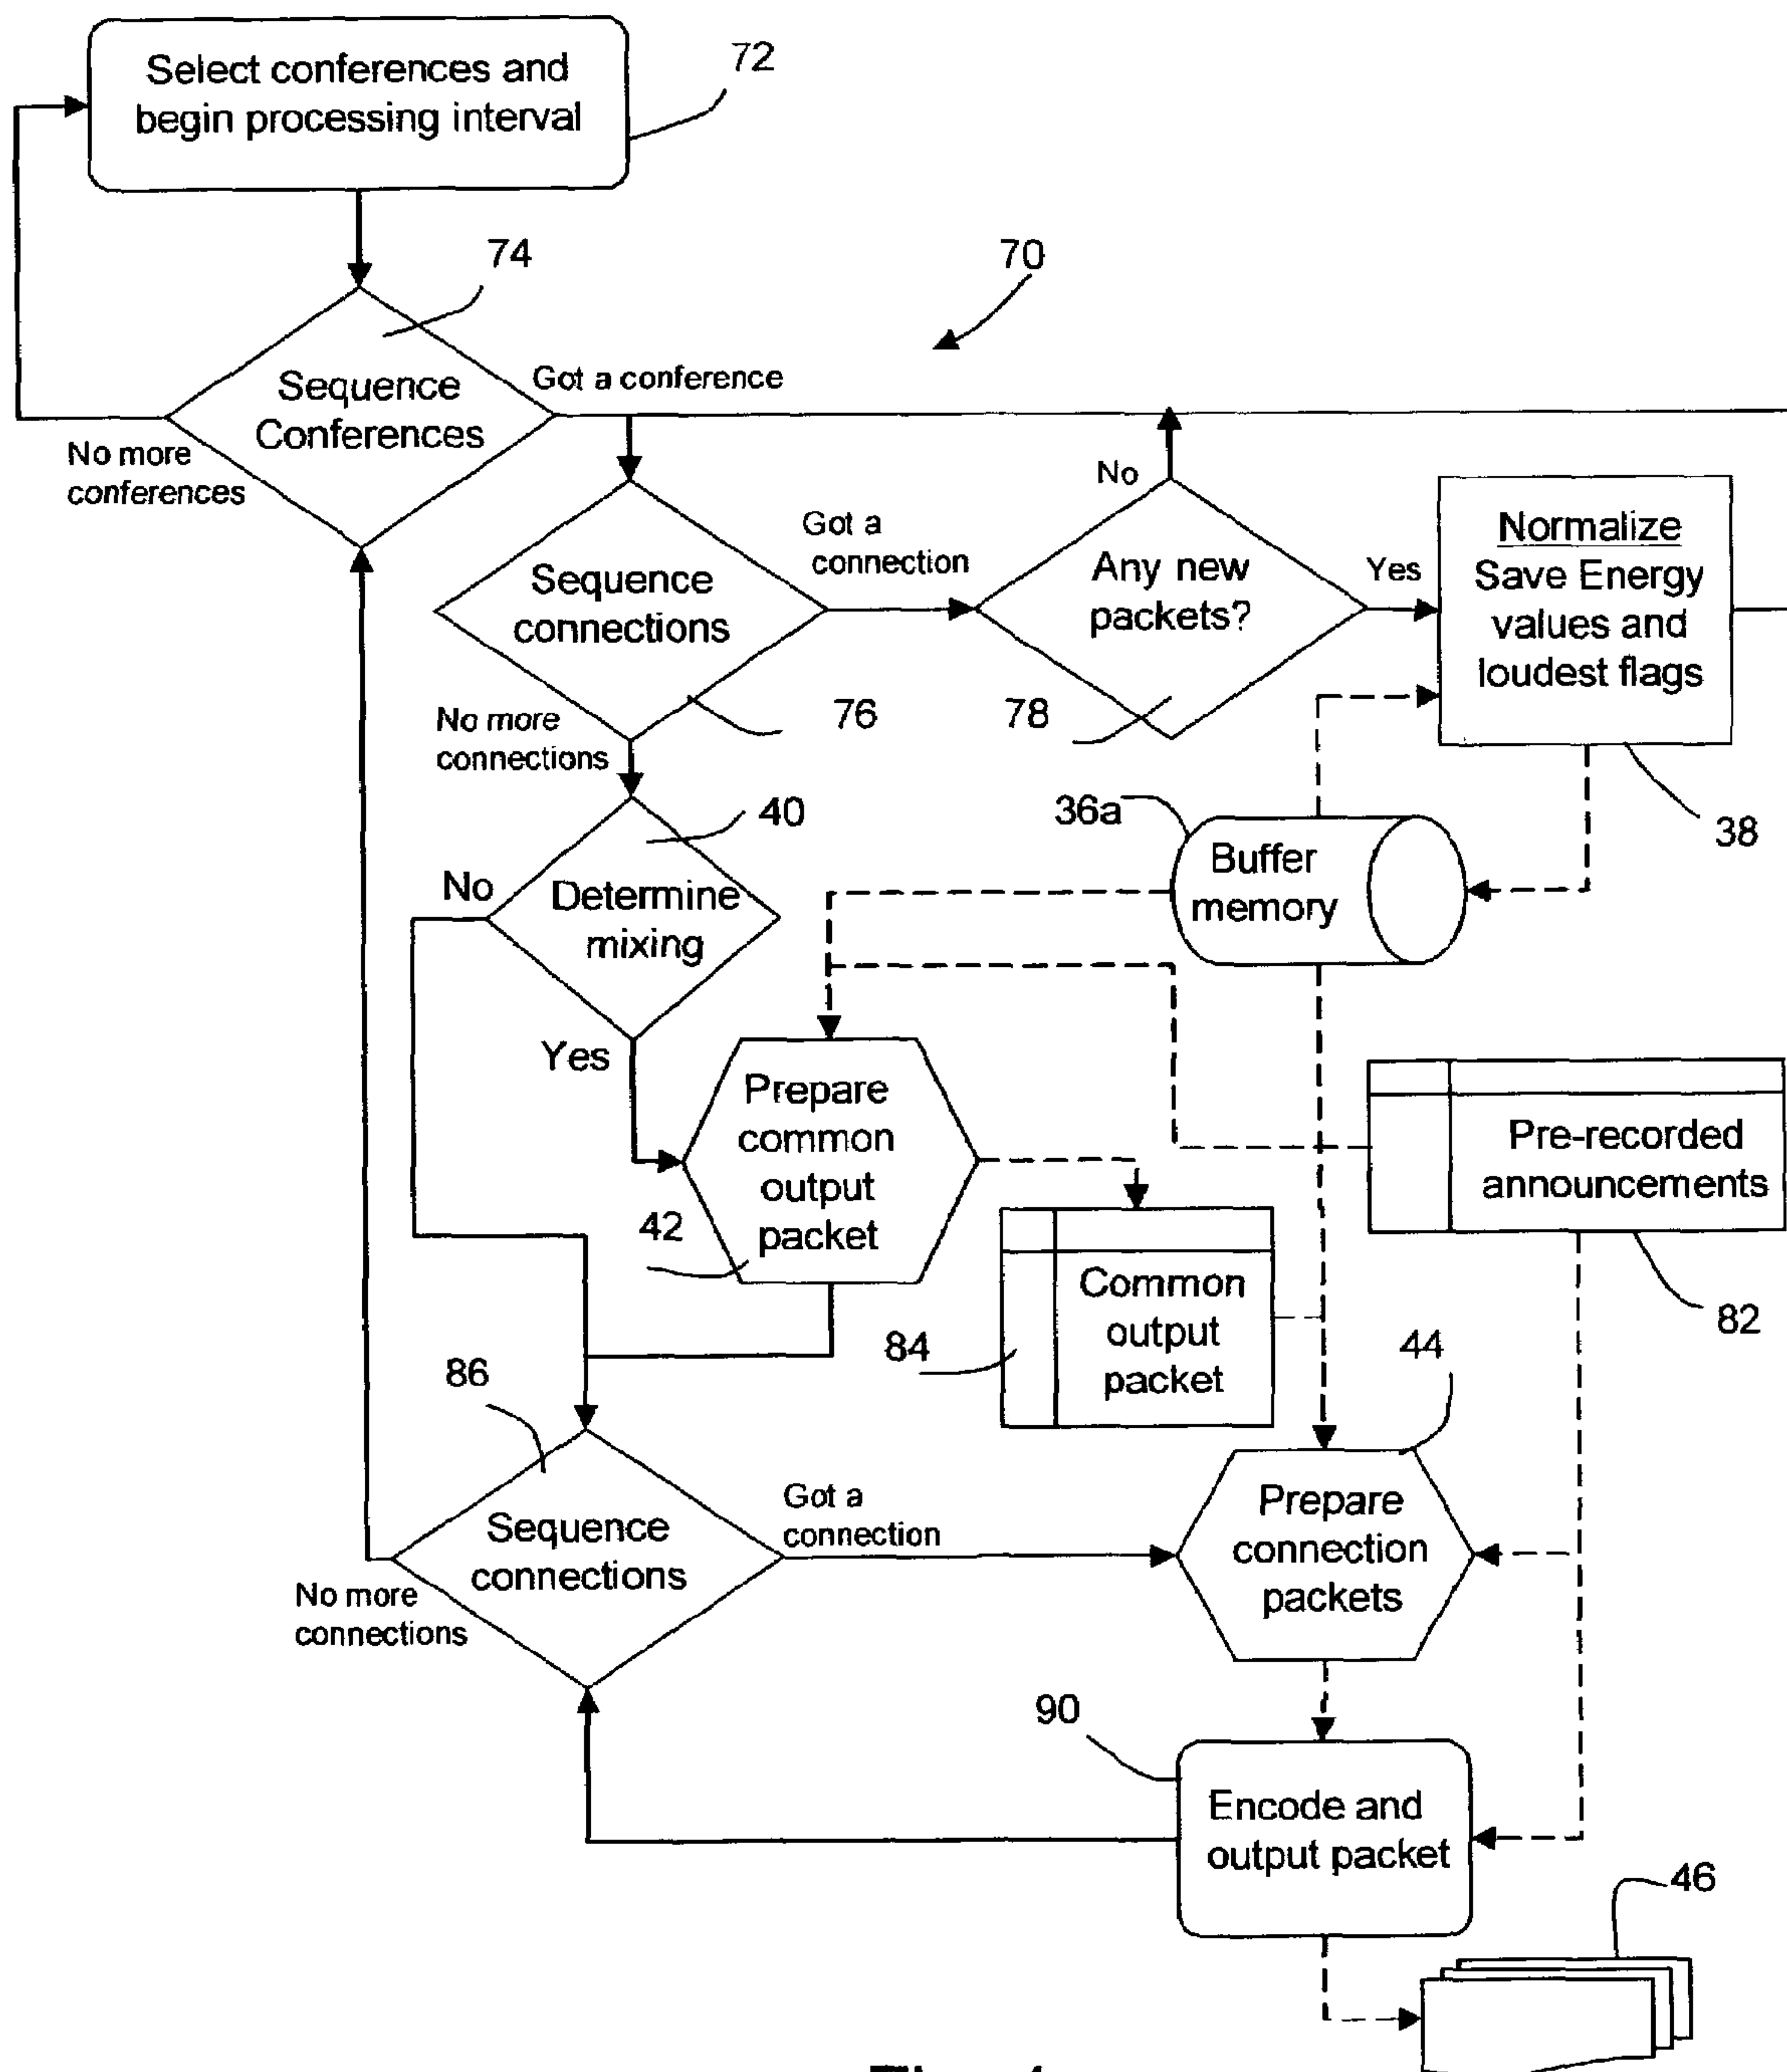 Select conferences and
begin processing interval
72
74
70
Sequence
Conferences
Got a conference
No more
conferences
No
Got a
connection
Sequence
connections
Any new
packets?
Yes
Normalize
Save Energy
values and
loudest flags
No more
connections
76
78
38
40
36a
Buffer
memory
No
Determine
mixing
Yes
Prepare
common
output
packet
42
Pre-recorded
announcements
82
Common
output
packet
84
44
86
Sequence
connections
Got a
connection
Prepare
connection
packets
No more
connections
90
Encode and
output packet
46